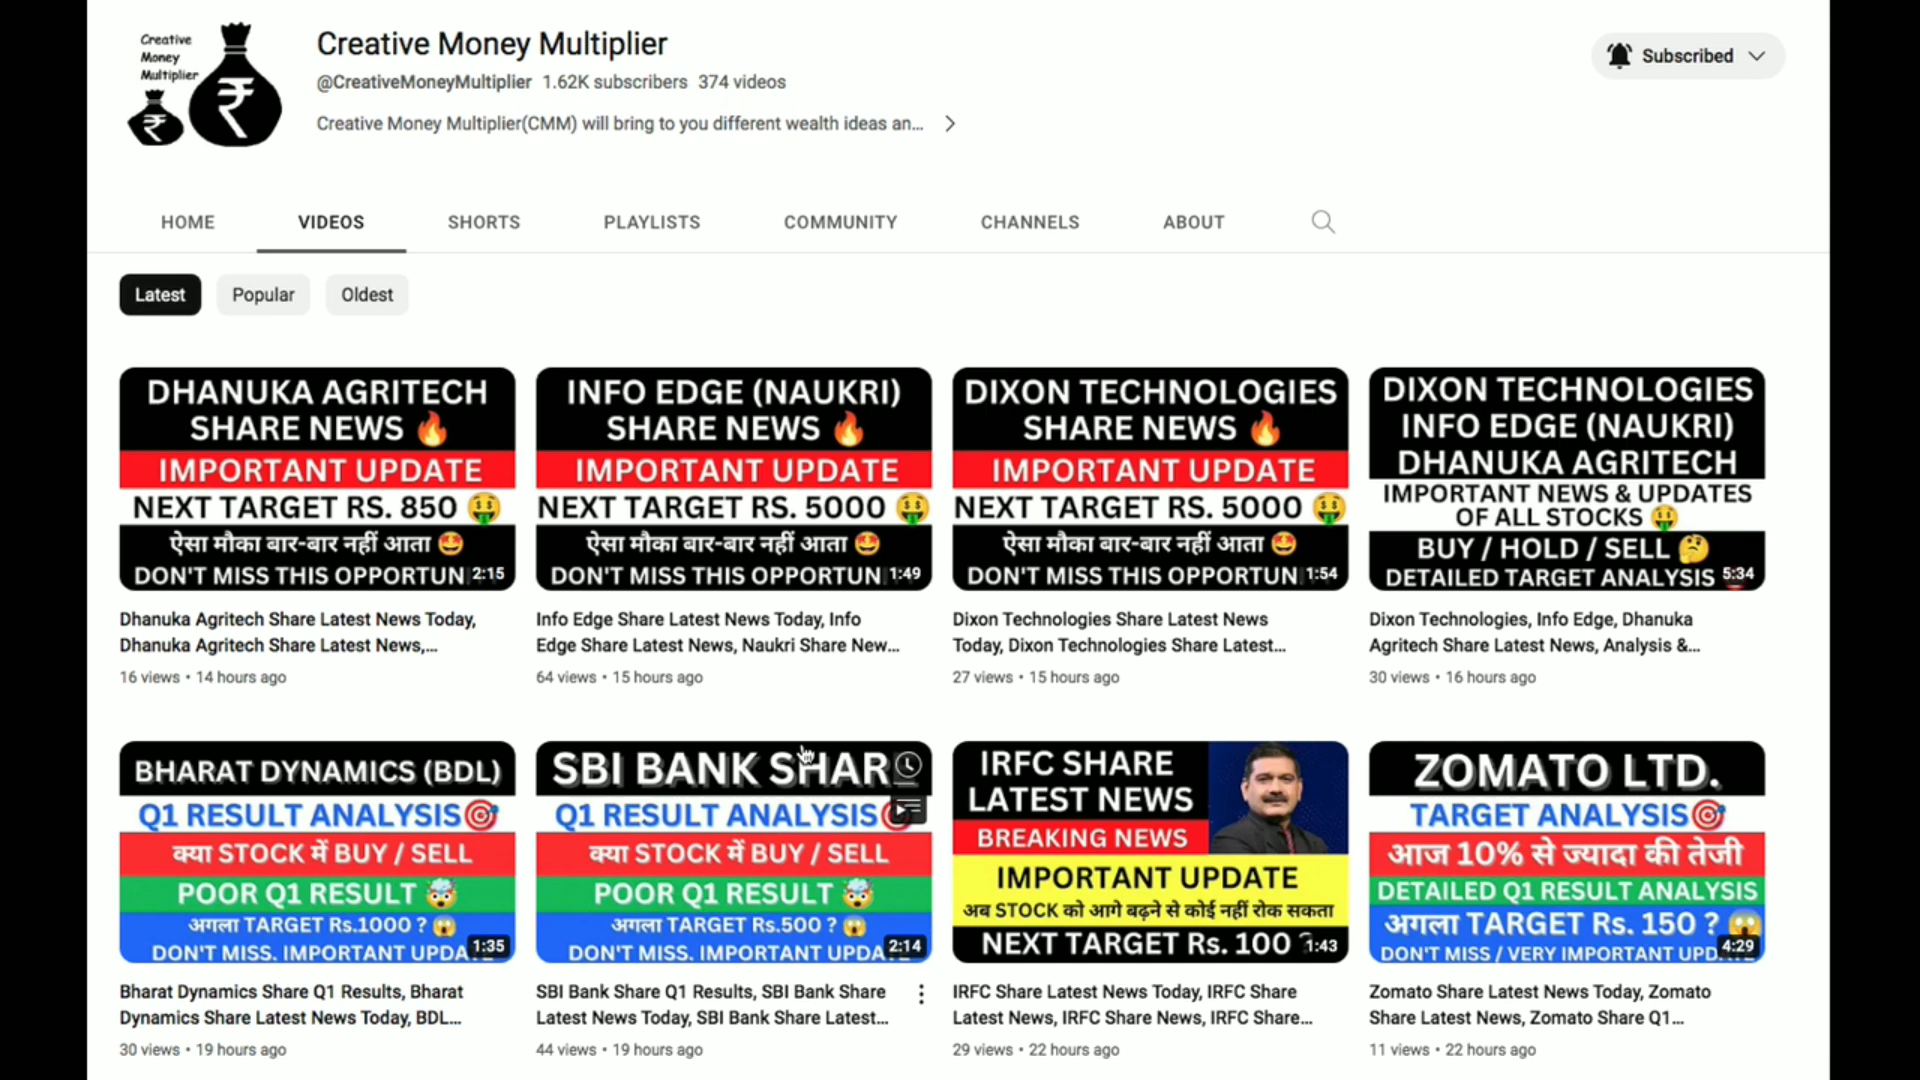 Creative
Money
Multiplier
Creative Money Multiplier
@CreativeMoneyMultiplier 1.62K subscribers 374 videos
Creative Money Multiplier(CMM) will bring to you different wealth ideas an...
Subscribed
HOME VIDEOS SHORTS PLAYLISTS COMMUNITY CHANNELS ABOUT
Latest Popular Oldest
DHANUKA AGRITECH
SHARE NEWS
IMPORTANT UPDATE
NEXT TARGET RS. 850
ऐसा मौका बार-बार नहीं आता
DON'T MISS THIS OPPORTUN 2:15
Dhanuka Agritech Share Latest News Today,
Dhanuka Agritech Share Latest News,...
16 views • 14 hours ago
INFO EDGE (NAUKRI)
SHARE NEWS
IMPORTANT UPDATE
NEXT TARGET RS. 5000
ऐसा मौका बार-बार नहीं आता
DON'T MISS THIS OPPORTUN 1:49
Info Edge Share Latest News Today, Info
Edge Share Latest News, Naukri Share New...
64 views • 15 hours ago
DIXON TECHNOLOGIES
SHARE NEWS
IMPORTANT UPDATE
NEXT TARGET RS. 5000
ऐसा मौका बार-बार नहीं आता
DON'T MISS THIS OPPORTUN 1:54
Dixon Technologies Share Latest News
Today, Dixon Technologies Share Latest...
27 views • 15 hours ago
DIXON TECHNOLOGIES
INFO EDGE (NAUKRI)
DHANUKA AGRITECH
IMPORTANT NEWS & UPDATES
OF ALL STOCKS
BUY / HOLD / SELL
DETAILED TARGET ANALYSIS 5:34
Dixon Technologies, Info Edge, Dhanuka
Agritech Share Latest News, Analysis &...
30 views • 16 hours ago
BHARAT DYNAMICS (BDL)
Q1 RESULT ANALYSIS
क्या STOCK में BUY / SELL
POOR Q1 RESULT
अगला TARGET Rs.1000 ?
DON'T MISS. IMPORTANT UPDA 1:35
Bharat Dynamics Share Q1 Results, Bharat
Dynamics Share Latest News Today, BDL...
30 views • 19 hours ago
SBI BANK SHAR
Q1 RESULT ANALYSIS
क्या STOCK में BUY / SELL
POOR Q1 RESULT
अगला TARGET Rs.500 ?
DON'T MISS. IMPORTANT UPDA 2:14
SBI Bank Share Q1 Results, SBI Bank Share
Latest News Today, SBI Bank Share Latest...
44 views • 19 hours ago
IRFC SHARE
LATEST NEWS
BREAKING NEWS
IMPORTANT UPDATE
अब STOCK को आगे बढ़ने से कोई नहीं रोक सकता
NEXT TARGET Rs. 100 ? 1:43
IRFC Share Latest News Today, IRFC Share
Latest News, IRFC Share News, IRFC Share...
29 views • 22 hours ago
ZOMATO LTD.
TARGET ANALYSIS
आज 10% से ज्यादा की तेजी
DETAILED Q1 RESULT ANALYSIS
अगला TARGET Rs. 150 ?
DON'T MISS / VERY IMPORTANT UPD 4:29
Zomato Share Latest News Today, Zomato
Share Latest News, Zomato Share Q1...
11 views • 22 hours ago